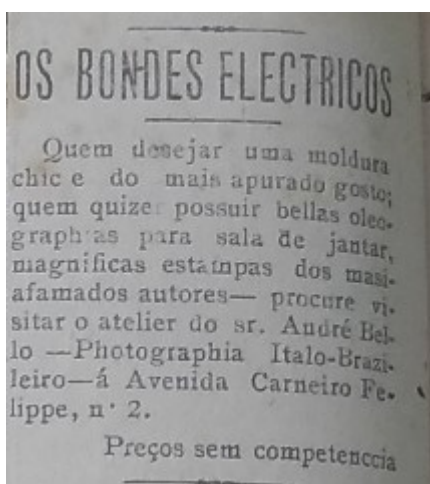 OS BONDES ELECTRICOS
Quem desejar uma moldura
chic e do mais apurado gosto;
quem quizer possuir bellas oleo-
graphias para sala de jantar,
magnificas estampas dos masi-
afamados autores— procure vi-
sitar o atelier do sr. André Bel-
lo —Photographia Italo-Brazi-
leiro—á Avenida Carneiro Fe-
lippe, n· 2.
Preços sem competenccia